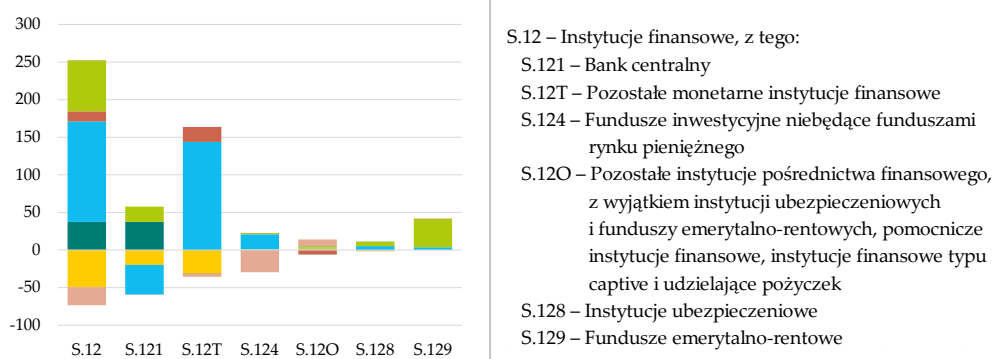 300
250
200
150
100
50
0
-50
-100
S.12 S.121 S.12T S.124 S.12O S.128 S.129
S.12 – Instytucje finansowe, z tego:
S.121 – Bank centralny
S.12T – Pozostałe monetarne instytucje finansowe
S.124 – Fundusze inwestycyjne niebędące funduszami
rynku pieniężnego
S.12O – Pozostałe instytucje pośrednictwa finansowego,
z wyjątkiem instytucji ubezpieczeniowych
i funduszy emerytalno-rentowych, pomocnicze
instytucje finansowe, instytucje finansowe typu
captive i udzielające pożyczek
S.128 – Instytucje ubezpieczeniowe
S.129 – Fundusze emerytalno-rentowe